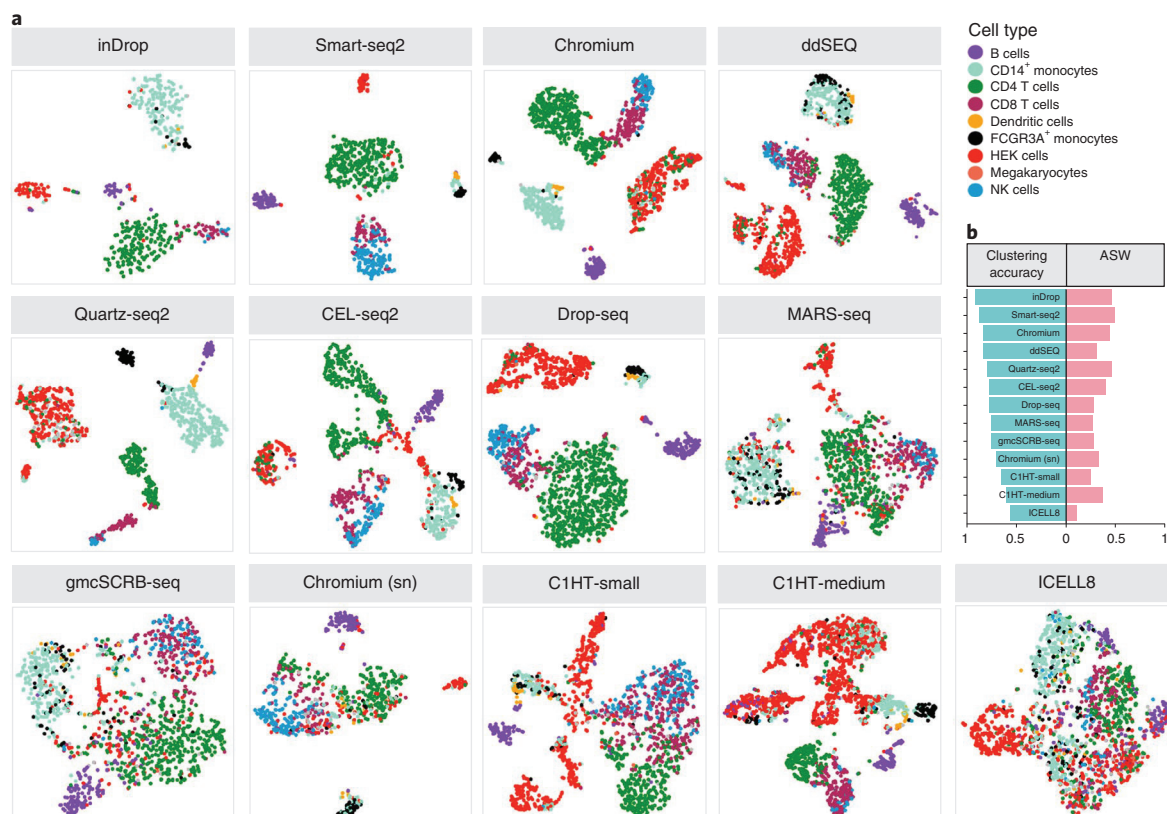 a
inDrop
Smart-seq2
Chromium
ddSEQ
Cell type
B cells
CD14+ monocytes
CD4 T cells
CD8 T cells
Dendritic cells
FCGR3A+ monocytes
HEK cells
Megakaryocytes
NK cells
b
Clustering accuracy
ASW
inDrop
Smart-seq2
Chromium
ddSEQ
Quartz-seq2
CEL-seq2
Drop-seq
MARS-seq
gmcSCRB-seq
Chromium (sn)
C1HT-small
C1HT-medium
ICELL8
1 0.5 0 0.5 1
Quartz-seq2
CEL-seq2
Drop-seq
MARS-seq
gmcSCRB-seq
Chromium (sn)
C1HT-small
C1HT-medium
ICELL8